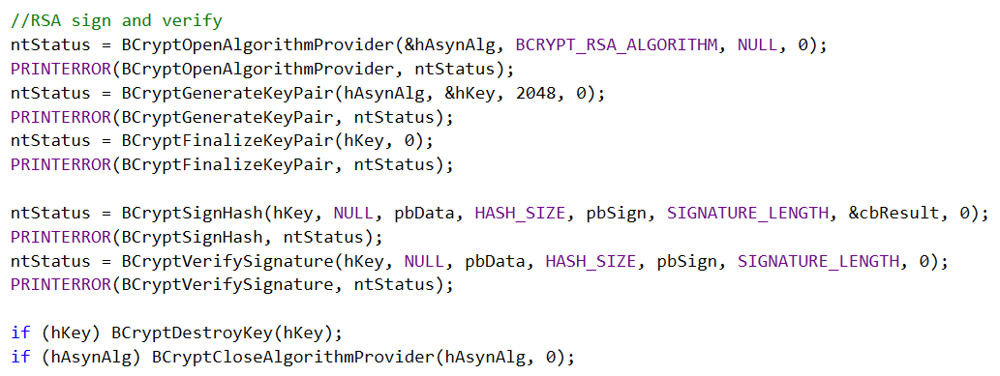 //RSA sign and verify
ntStatus = BCryptOpenAlgorithmProvider(&hAsynAlg, BCRYPT_RSA_ALGORITHM, NULL, 0);
PRINTERROR(BCryptOpenAlgorithmProvider, ntStatus);
ntStatus = BCryptGenerateKeyPair(hAsynAlg, &hKey, 2048, 0);
PRINTERROR(BCryptGenerateKeyPair, ntStatus);
ntStatus = BCryptFinalizeKeyPair(hKey, 0);
PRINTERROR(BCryptFinalizeKeyPair, ntStatus);
ntStatus = BCryptSignHash(hKey, NULL, pbData, HASH_SIZE, pbSign, SIGNATURE_LENGTH, &cbResult, 0);
PRINTERROR(BCryptSignHash, ntStatus);
ntStatus = BCryptVerifySignature(hKey, NULL, pbData, HASH_SIZE, pbSign, SIGNATURE_LENGTH, 0);
PRINTERROR(BCryptVerifySignature, ntStatus);
if (hKey) BCryptDestroyKey(hKey);
if (hAsynAlg) BCryptCloseAlgorithmProvider(hAsynAlg, 0);